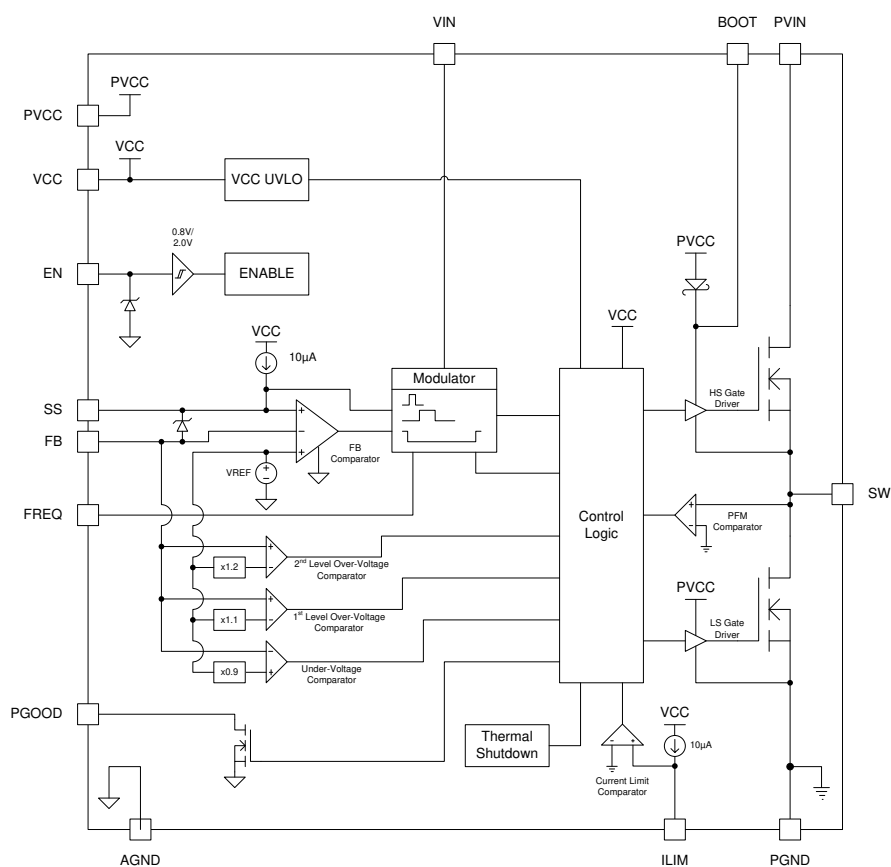 VIN
BOOT
PVIN
PVCC
PVCC
VCC
VCC
VCC UVLO
0.8V/
2.0V
EN
ENABLE
PVCC
VCC
10µA
VCC
Modulator
SS
FB
+
−
+
FB
Comparator
VREF
+
−
HS Gate
Driver
FREQ
Control
Logic
+
−
PFM
Comparator
SW
+
−
x1.2
2nd Level Over-Voltage
Comparator
+
−
x1.1
1st Level Over-Voltage
Comparator
PVCC
LS Gate
Driver
−
+
x0.9
Under-Voltage
Comparator
PGOOD
Thermal
Shutdown
VCC
10µA
−
+
Current Limit
Comparator
AGND
ILIM
PGND